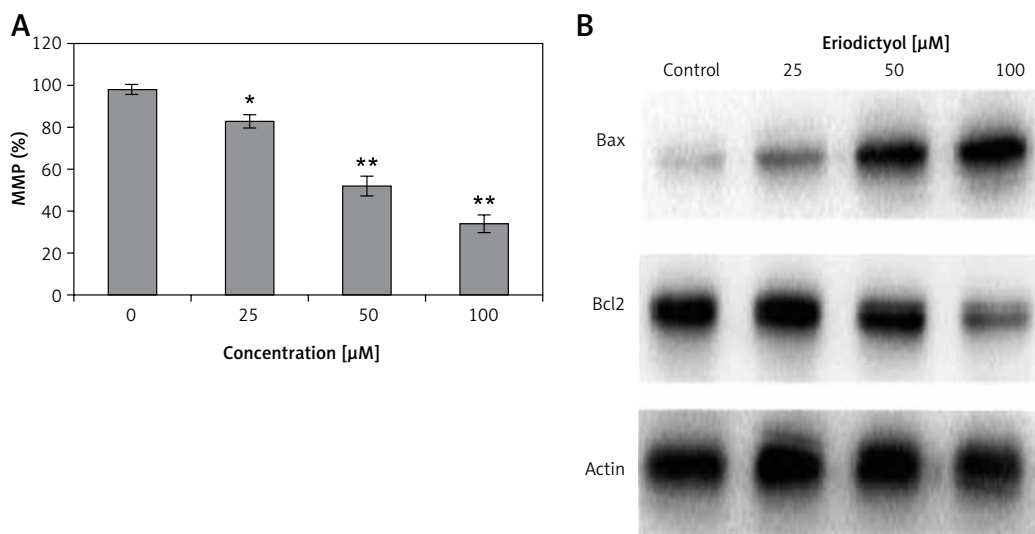 A
120
100
80
60
40
20
0
MMP (%)
*
**
**
0 25 50 100
Concentration [µM]
B
Eriodictyol [µM]
Control 25 50 100
Bax
Bcl2
Actin